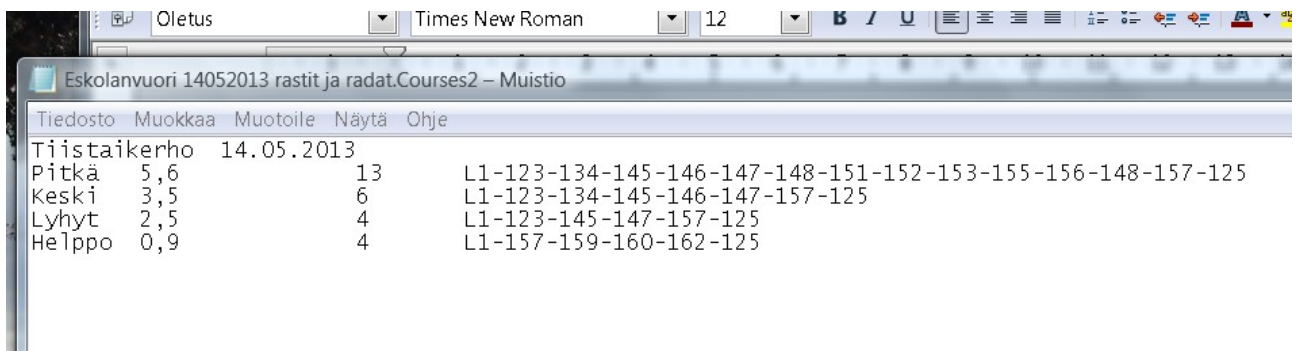 Oletus Times New Roman 12 B I U A
Eskolanvuori 14052013 rastit ja radat.Courses2 – Muistio
Tiedosto Muokkaa Muotoile Näytä Ohje
Tiistaikerho 14.05.2013
Pitkä 5,6 13 L1-123-134-145-146-147-148-151-152-153-155-156-148-157-125
Keski 3,5 6 L1-123-134-145-146-147-157-125
Lyhyt 2,5 4 L1-123-145-147-157-125
Helppo 0,9 4 L1-157-159-160-162-125